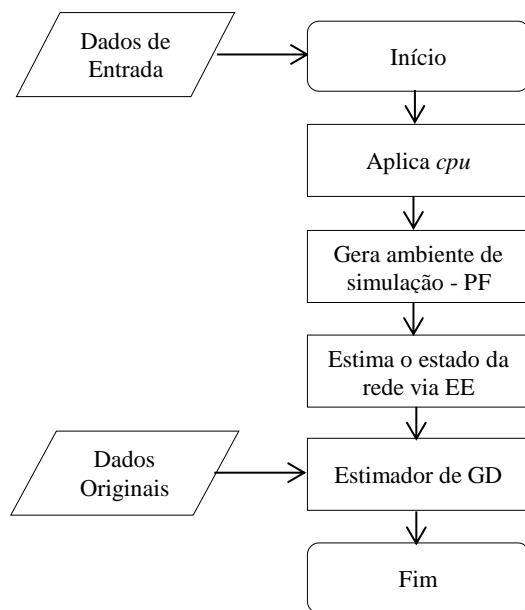 Dados de
Entrada
Início
Aplica cpu
Gera ambiente de
simulação - PF
Estima o estado da
rede via EE
Dados
Originais
Estimador de GD
Fim